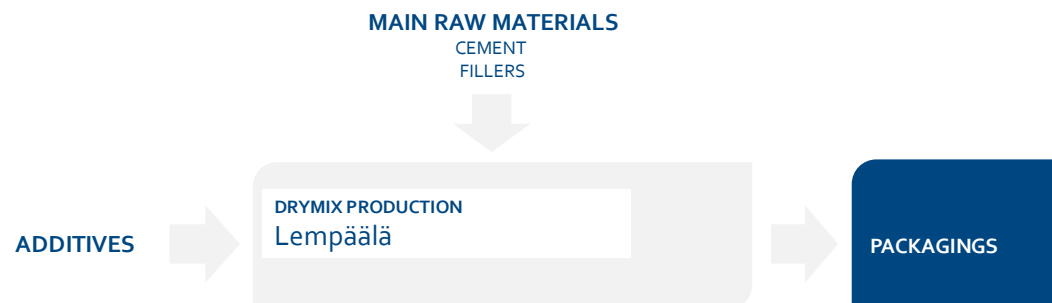 MAIN RAW MATERIALS
CEMENT
FILLERS
DRYMIX PRODUCTION
Lempäälä
ADDITIVES
PACKAGINGS